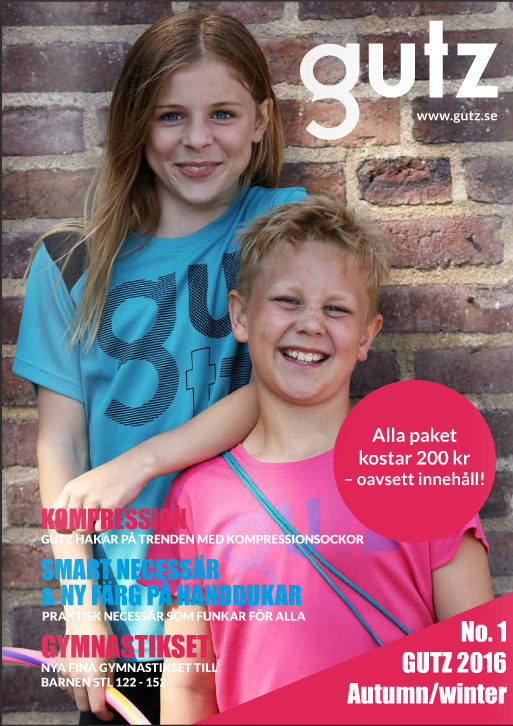 gutz
www.gutz.se
gu
Alla paket
kostar 200 kr
– oavsett innehåll!
KOMPRESSION
GUTZ HAKAR PÅ TRENDEN MED KOMPRESSIONSOCKOR
SMART NECESSÄR
& NY FÄRG PÅ HANDDUKAR
PRAKTISK NECESSÄR SOM FUNKAR FÖR ALLA
GYMNASTIKSET
NYA FINA GYMNASTIKSET TILL
BARNEN STL 122 - 152
No. 1
GUTZ 2016
Autumn/winter